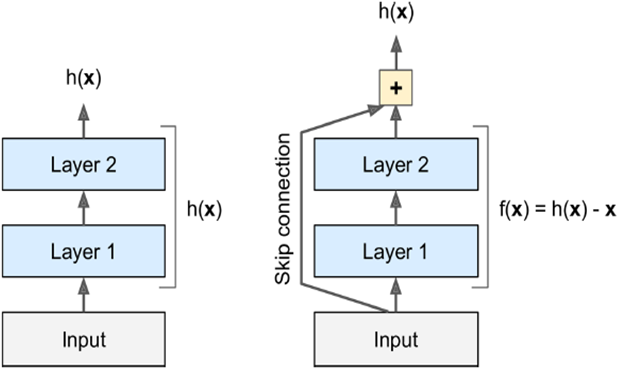 h(x)
Layer 2
Layer 1
h(x)
Input
h(x)
+
Skip connection
Layer 2
Layer 1
f(x) = h(x) - x
Input